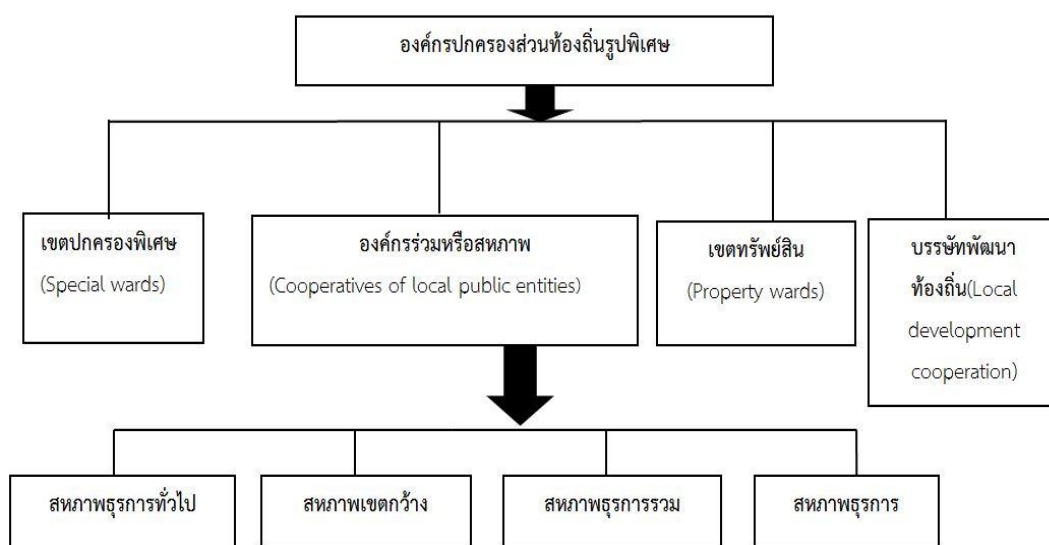 องค์กรปกครองส่วนท้องถิ่นรูปพิเศษ
เขตปกครองพิเศษ
(Special wards)
องค์กรร่วมหรือสหภาพ
(Cooperatives of local public entities)
เขตทรัพย์สิน
(Property wards)
บรรษัทพัฒนา
ท้องถิ่น(Local
development
cooperation)
สหภาพธุรการทั่วไป
สหภาพเขตกว้าง
สหภาพธุรการรวม
สหภาพธุรการ